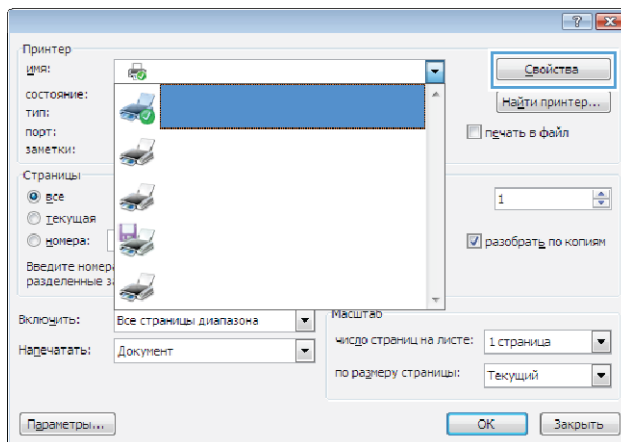 Принтер
имя:
Свойства
состояние:
Найти принтер...
тип:
порт:
печать в файл
заметки:
Страницы
все
1
текущая
номера:
разобрать по копиям
Введите
разделенные
Включить: Все страницы диапазона
Масштаб
число страниц на листе: 1 страница
Напечатать: Документ
по размеру страницы: Текущий
Параметры...
ОК
Закрыть